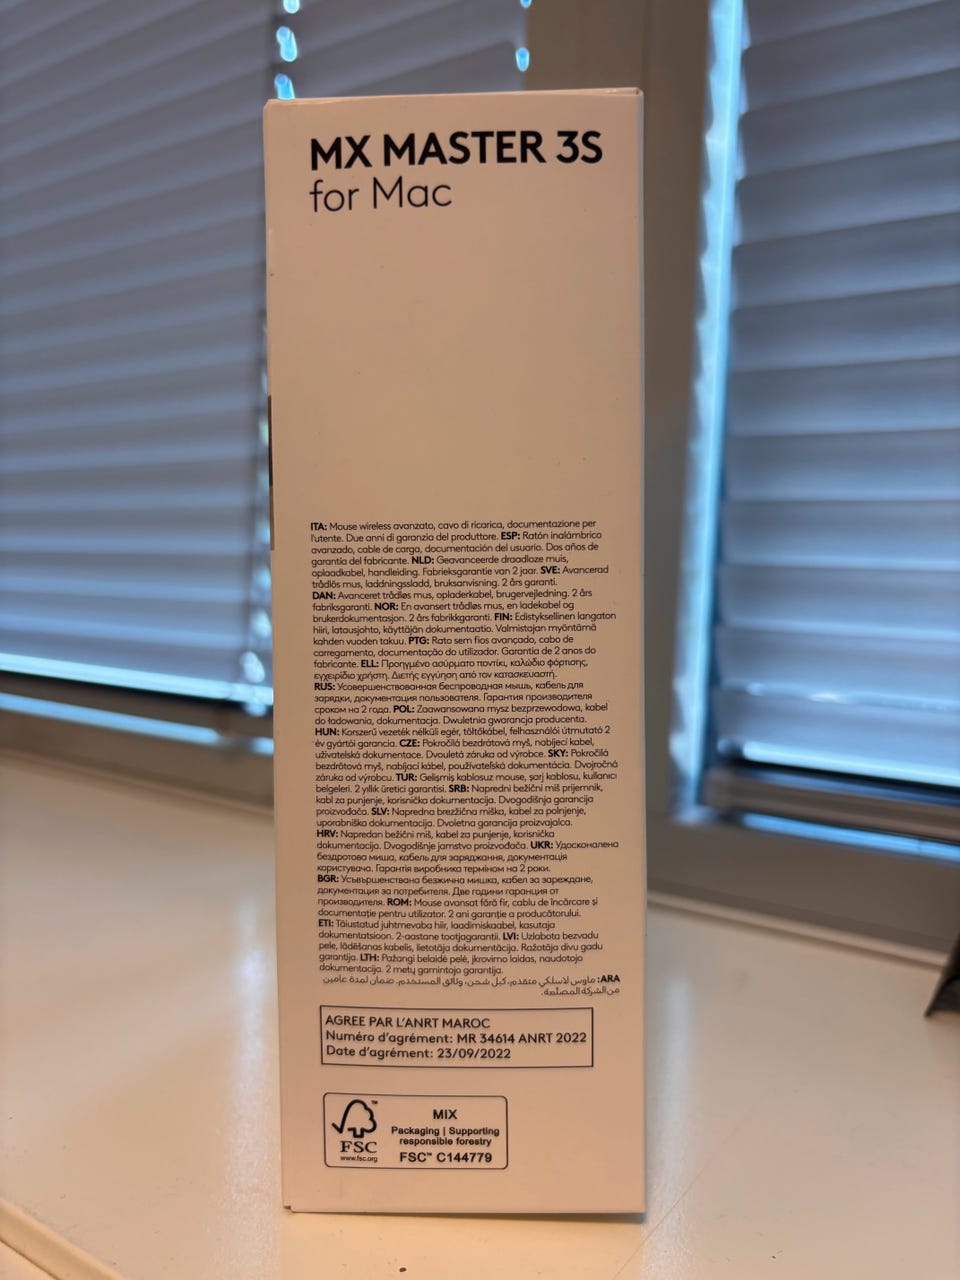 MX MASTER 3S
for Mac
ITA: Mouse wireless avanzato, cavo di ricarica, documentazione per
l'utente. Due anni di garanzia del produttore. ESP: Ratón inalámbrico
avanzado, cable de carga, documentación del usuario. Dos años de
garantía del fabricante. NLD: Geavanceerde draadloze muis,
oplaadkabel, handleiding. Fabrieksgarantie van 2 jaar. SVE: Avancerad
trådlös mus, laddningssladd, bruksanvisning. 2 års garanti.
DAN: Avanceret trådløs mus, opladerkabel, brugervejledning. 2 års
fabriksgaranti. NOR: En avansert trådløs mus, en ladekabel og
brukerdokumentasjon. 2 års fabrikkgaranti. FIN: Edistyksellinen langaton
hiiri, latausjohto, käyttäjän dokumentaatio. Valmistajan myöntämä
kahden vuoden takuu. PTG: Rato sem fios avançado, cabo de
carregamento, documentação do utilizador. Garantia de 2 anos do
fabricante. ELL: Προηγμένο ασύρματο ποντίκι, καλώδιο φόρτισης,
εγχειρίδιο χρήστη. Διετής εγγύηση από τον κατασκευαστή.
RUS: Усовершенствованная беспроводная мышь, кабель для
зарядки, документация пользователя. Гарантия производителя
сроком на 2 года. POL: Zaawansowana mysz bezprzewodowa, kabel
do ładowania, dokumentacja. Dwuletnia gwarancja producenta.
HUN: Korszerű vezeték nélküli egér, töltőkábel, felhasználói útmutató 2
év gyártói garancia. CZE: Pokročilá bezdrátová myš, nabíjecí kabel,
uživatelská dokumentace. Dvouletá záruka od výrobce. SKY: Pokročilá
bezdrôtová myš, nabíjací kábel, používateľská dokumentácia. Dvojročná
záruka od výrobcu. TUR: Gelişmiş kablosuz mouse, şarj kablosu, kullanıcı
belgeleri. 2 yıllık üretici garantisi. SRB: Napredni bežični miš prijemnik,
kabl za punjenje, korisnička dokumentacija. Dvogodišnja garancija
proizvođača. SLV: Napredna brezžična miška, kabel za polnjenje,
uporabniška dokumentacija. Dvoletna garancija proizvajalca.
HRV: Napredan bežični miš, kabel za punjenje, korisnička
dokumentacija. Dvogodišnje jamstvo proizvođača. UKR: Удосконалена
бездротова миша, кабель для заряджання, документація
користувача. Гарантія виробника терміном на 2 роки.
BGR: Усъвършенствана безжична мишка, кабел за зареждане,
документация за потребителя. Две години гаранция от
производителя. ROM: Mouse avansat fără fir, cablu de încărcare și
documentație pentru utilizator. 2 ani garanție a producătorului.
ETI: Täiustatud juhtmevaba hiir, laadimiskaabel, kasutaja
dokumentatsioon. 2-aastane tootjagarantii. LVI: Uzlabota bezvadu
pele, lādēšanas kabelis, lietotāja dokumentācija. Ražotāja divu gadu
garantija. LTH: Pažangi belaidė pelė, įkrovimo laidas, naudotojo
dokumentacija. 2 metų gamintojo garantija.
ARA: ماوس لاسلكي متقدم، كبل شحن، وثائق المستخدم. ضمان لمدة عامين
من الشركة المصنّعة.
AGREE PAR L'ANRT MAROC
Numéro d'agrément: MR 34614 ANRT 2022
Date d'agrément: 23/09/2022
FSC™
www.fsc.org
MIX
Packaging | Supporting
responsible forestry
FSC™ C144779